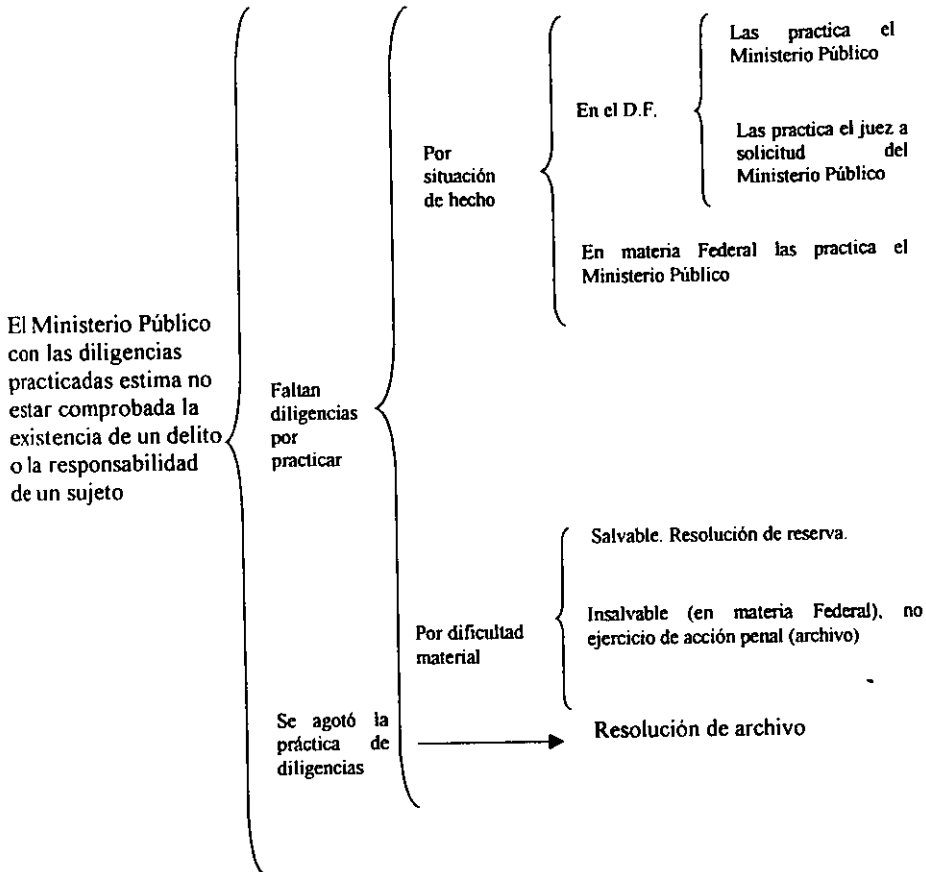 El Ministerio Público
con las diligencias
practicadas estima no
estar comprobada la
existencia de un delito
o la responsabilidad
de un sujeto
Faltan
diligencias
por
practicar
Por
situación
de hecho
En el D.F.
Las practica el
Ministerio Público
Las practica el juez a
solicitud del
Ministerio Público
En materia Federal las practica el
Ministerio Público
Por dificultad
material
Salvable. Resolución de reserva.
Insalvable (en materia Federal), no
ejercicio de acción penal (archivo)
Se agotó la
práctica de
diligencias
Resolución de archivo